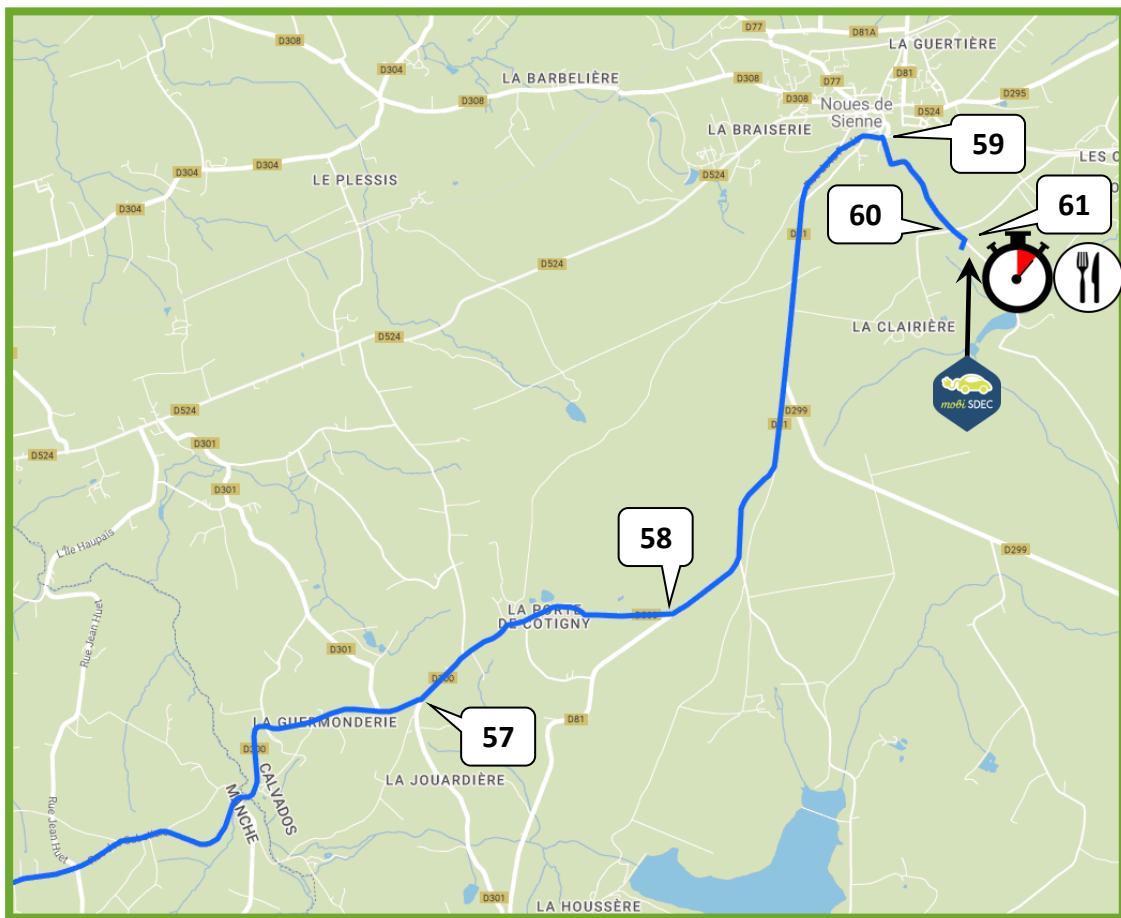 D308
D77
D81A
LA GUERTIÈRE
D304
LA BARBELIÈRE
D308
D308
D77
D81
D295
Noues de
Sienne
D524
LA BRAISERIE
59
LES C
D304
D304
LE PLESSIS
D524
60
61
D304
D524
LA CLAIRIÈRE
D524
mobi SDEC
D524
D299
D301
D524
D301
58
L'Île Haupais
D299
LA PORTE
DE COTIGNY
Rue Jean Huet
D301
LA GUERMONDERIE
57
D81
D300
LA JOUARDIÈRE
CALVADOS
MANCHE
Rue Jean Huet
D301
LA HOUSSÈRE